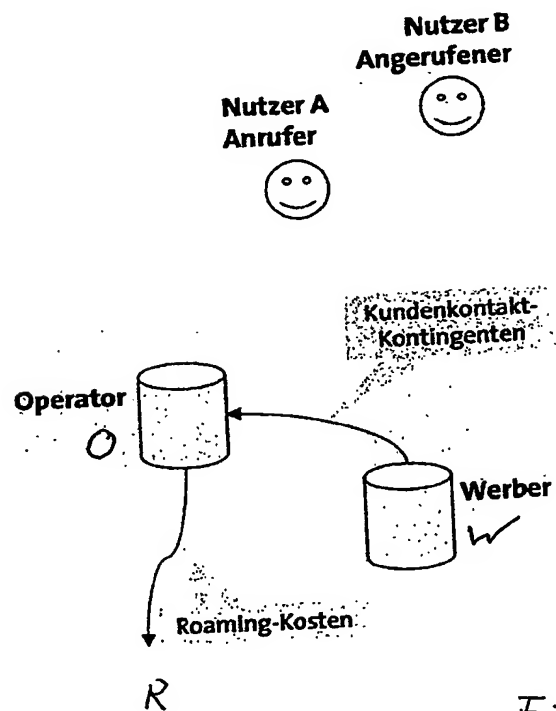 Nutzer B
Angerufener
Nutzer A
Anrufer
Kundenkontakt-
Kontingenten
Operator
O
Werber
W
Roaming-Kosten
R